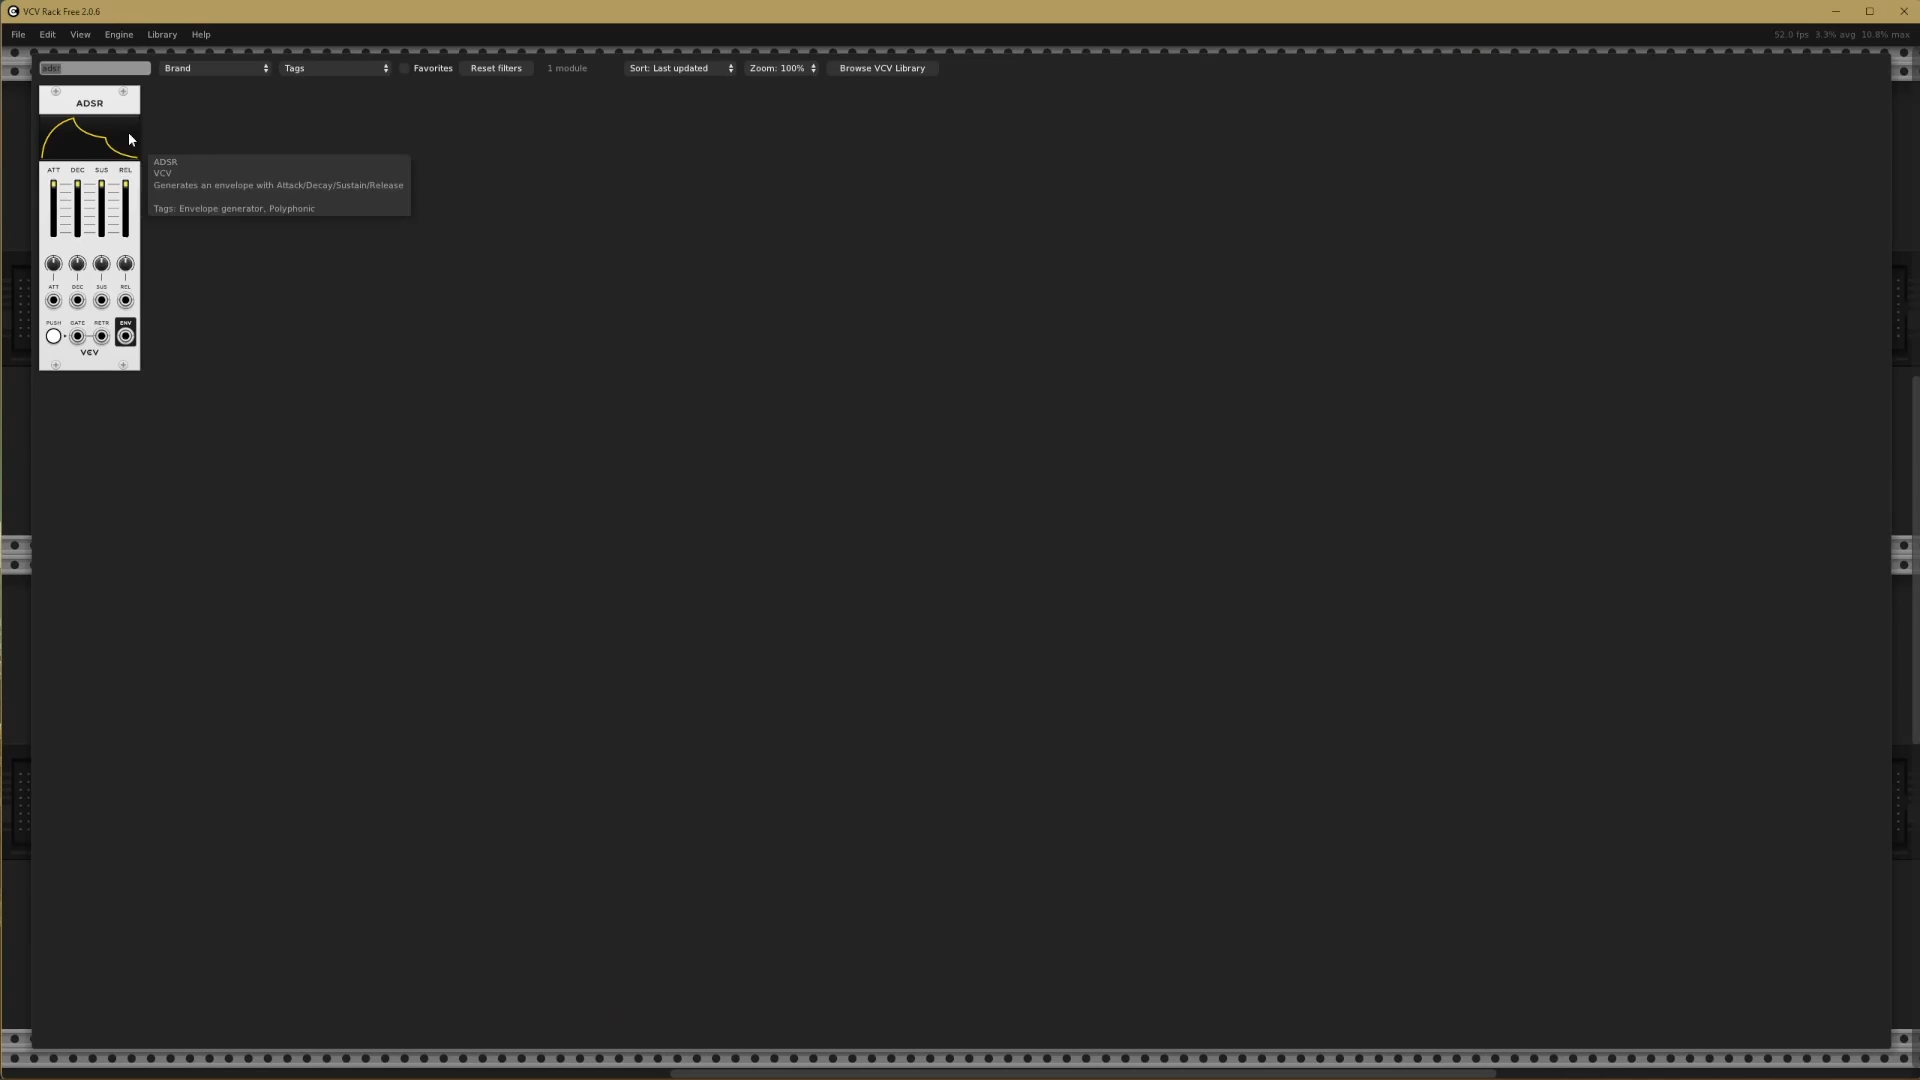 VCV Rack Free 2.0.6
File Edit View Engine Library Help
52.0 fps 3.3% avg 10.8% max
adsr Brand Tags Favorites Reset filters 1 module Sort: Last updated Zoom: 100% Browse VCV Library
ADSR
ADSR
VCV
Generates an envelope with Attack/Decay/Sustain/Release
Tags: Envelope generator, Polyphonic
ATT DEC SUS REL
ATT DEC SUS REL
PUSH GATE RETR ENV
VCV